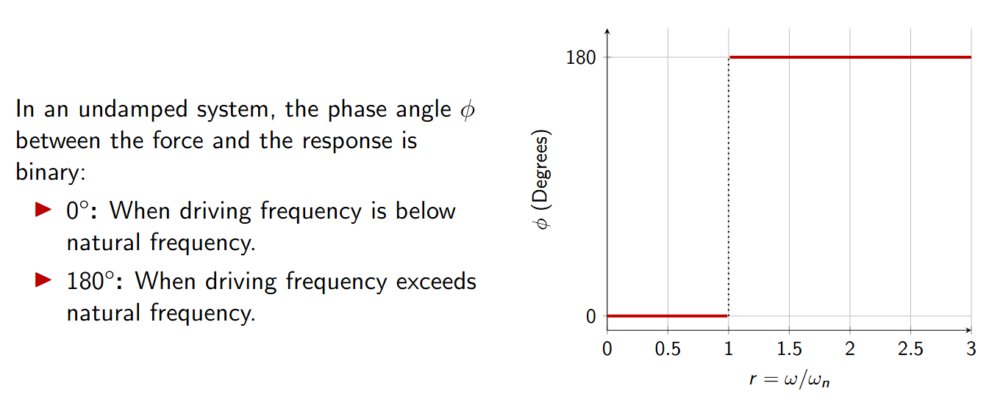 In an undamped system, the phase angle ϕ
between the force and the response is
binary:
0°: When driving frequency is below
natural frequency.
180°: When driving frequency exceeds
natural frequency.
180
0
ϕ (Degrees)
0 0.5 1 1.5 2 2.5 3
r = ω/ωₙ